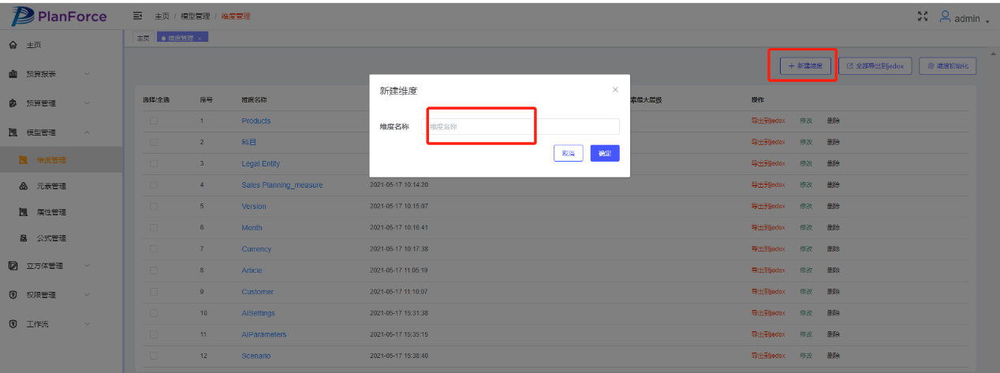 PlanForce
主页 / 模型管理 / 维度管理
admin
主页
维度管理
主页
预算报表
预算管理
模型管理
维度管理
元素管理
属性管理
公式管理
立方体管理
权限管理
工作流
+ 新建维度 全部导出到jedox 维度初始化
新建维度
维度名称 维度名称
取消 确定
选择/全选 序号 维度名称 素最大层级 操作
1 Products 导出到jedox 修改 删除
2 科目 导出到jedox 修改 删除
3 Legal Entity 导出到jedox 修改 删除
4 Sales Planning_measure 2021-05-17 10:14:20 导出到jedox 修改 删除
5 Version 2021-05-17 10:15:07 导出到jedox 修改 删除
6 Month 2021-05-17 10:16:41 导出到jedox 修改 删除
7 Currency 2021-05-17 10:17:38 导出到jedox 修改 删除
8 Article 2021-05-17 11:05:19 导出到jedox 修改 删除
9 Customer 2021-05-17 11:10:07 导出到jedox 修改 删除
10 AISettings 2021-05-17 15:31:38 导出到jedox 修改 删除
11 AIParameters 2021-05-17 15:35:15 导出到jedox 修改 删除
12 Scenario 2021-05-17 15:38:40 导出到jedox 修改 删除